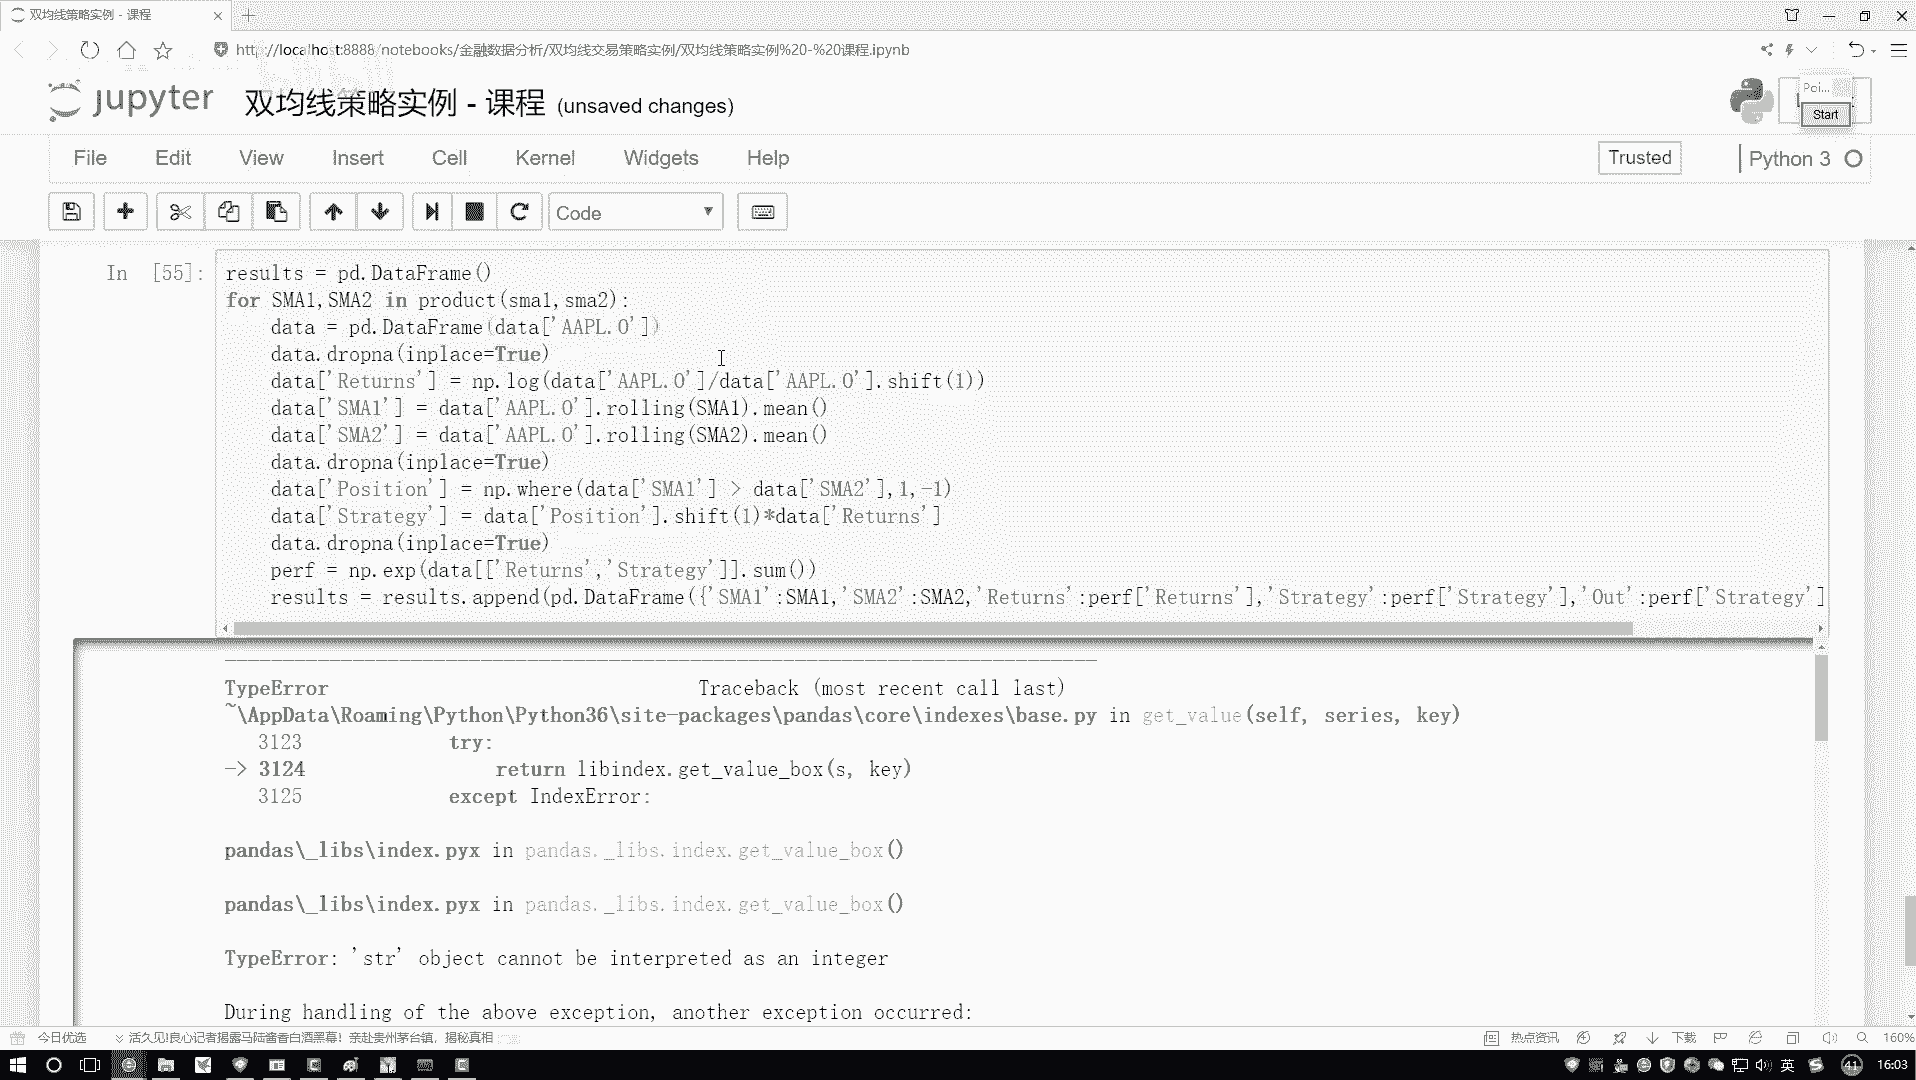 双均线策略实例 - 课程
http://localhost:8888/notebooks/金融数据分析/双均线交易策略实例/双均线策略实例%20-%20课程.ipynb
jupyter 双均线策略实例 - 课程 (unsaved changes)
Poi...
Start
File Edit View Insert Cell Kernel Widgets Help
Trusted
Python 3
Code
In [55]:
results = pd.DataFrame()
for SMA1,SMA2 in product(sma1,sma2):
    data = pd.DataFrame(data['AAPL.O'])
    data.dropna(inplace=True)
    data['Returns'] = np.log(data['AAPL.O']/data['AAPL.O'].shift(1))
    data['SMA1'] = data['AAPL.O'].rolling(SMA1).mean()
    data['SMA2'] = data['AAPL.O'].rolling(SMA2).mean()
    data.dropna(inplace=True)
    data['Position'] = np.where(data['SMA1'] > data['SMA2'],1,-1)
    data['Strategy'] = data['Position'].shift(1)*data['Returns']
    data.dropna(inplace=True)
    perf = np.exp(data[['Returns','Strategy']].sum())
    results = results.append(pd.DataFrame({'SMA1':SMA1,'SMA2':SMA2,'Returns':perf['Returns'],'Strategy':perf['Strategy'],'Out':perf['Strategy']
TypeError Traceback (most recent call last)
~\AppData\Roaming\Python\Python36\site-packages\pandas\core\indexes\base.py in get_value(self, series, key)
3123 try:
-> 3124 return libindex.get_value_box(s, key)
3125 except IndexError:
pandas\_libs\index.pyx in pandas._libs.index.get_value_box()
pandas\_libs\index.pyx in pandas._libs.index.get_value_box()
TypeError: 'str' object cannot be interpreted as an integer
During handling of the above exception, another exception occurred:
今日优选 活久见!良心记者揭露马陆酱香白酒黑幕! 亲赴贵州茅台镇, 揭秘真相
热点资讯 下载 160%
英 41 16:03